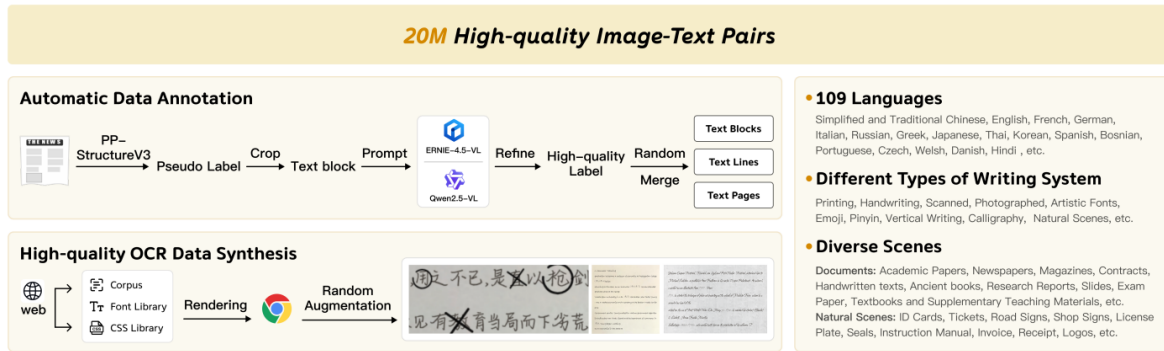 20M High-quality Image-Text Pairs
Automatic Data Annotation
THE NEWS
PP-
StructureV3
Pseudo Label
Crop
Text block
Prompt
ERNIE-4.5-VL
Qwen2.5-VL
Refine
High-quality
Label
Random
Merge
Text Blocks
Text Lines
Text Pages
High-quality OCR Data Synthesis
web
Corpus
Font Library
CSS Library
Rendering
Random
Augmentation
不已,是以枪剑
见有教育当局而下劣荒
109 Languages
Simplified and Traditional Chinese, English, French, German,
Italian, Russian, Greek, Japanese, Thai, Korean, Spanish, Bosnian,
Portuguese, Czech, Welsh, Danish, Hindi , etc.
Different Types of Writing System
Printing, Handwriting, Scanned, Photographed, Artistic Fonts,
Emoji, Pinyin, Vertical Writing, Calligraphy, Natural Scenes, etc.
Diverse Scenes
Documents: Academic Papers, Newspapers, Magazines, Contracts,
Handwritten texts, Ancient books, Research Reports, Slides, Exam
Paper, Textbooks and Supplementary Teaching Materials, etc.
Natural Scenes: ID Cards, Tickets, Road Signs, Shop Signs, License
Plate, Seals, Instruction Manual, Invoice, Receipt, Logos, etc.